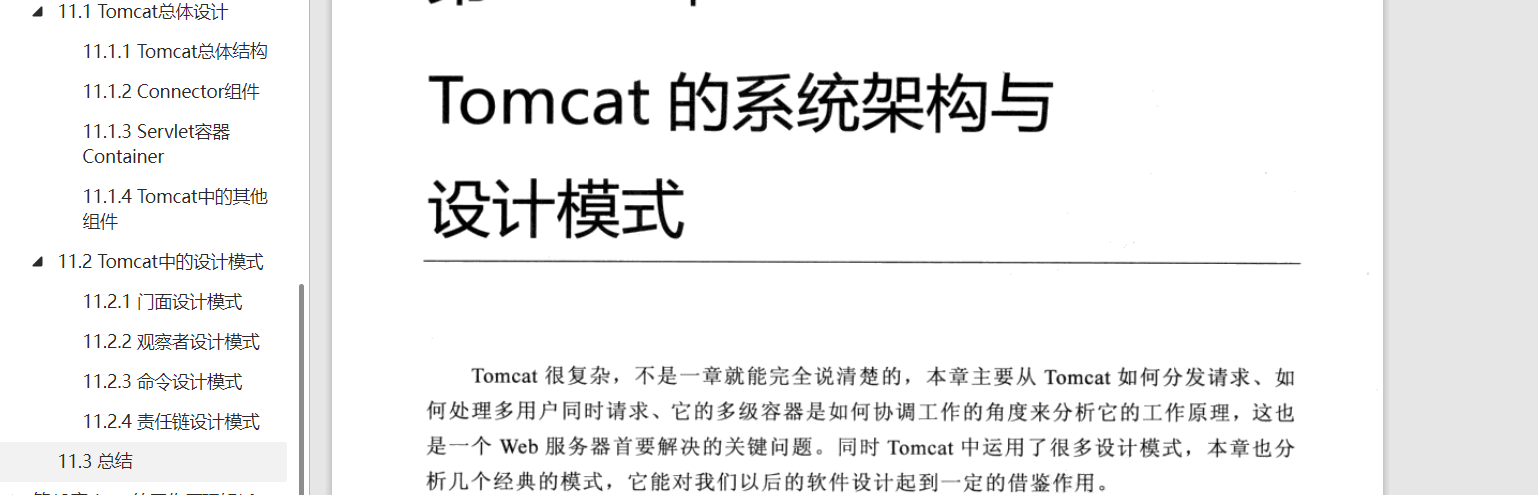 11.1 Tomcat总体设计
11.1.1 Tomcat总体结构
11.1.2 Connector组件
11.1.3 Servlet容器
Container
11.1.4 Tomcat中的其他
组件
11.2 Tomcat中的设计模式
11.2.1 门面设计模式
11.2.2 观察者设计模式
11.2.3 命令设计模式
11.2.4 责任链设计模式
11.3 总结
Tomcat 的系统架构与
设计模式
Tomcat 很复杂，不是一章就能完全说清楚的，本章主要从 Tomcat 如何分发请求、如
何处理多用户同时请求、它的多级容器是如何协调工作的角度来分析它的工作原理，这也
是一个 Web 服务器首要解决的关键问题。同时 Tomcat 中运用了很多设计模式，本章也分
析几个经典的模式，它能对我们以后的软件设计起到一定的借鉴作用。